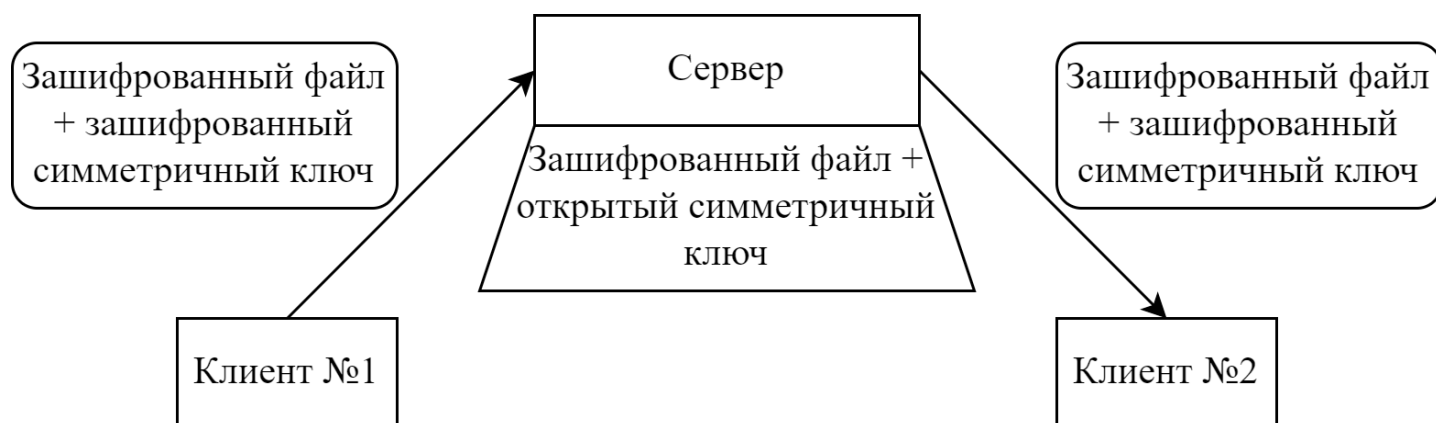 Зашифрованный файл
+ зашифрованный
симметричный ключ
Сервер
Зашифрованный файл +
открытый симметричный
ключ
Зашифрованный файл
+ зашифрованный
симметричный ключ
Клиент №1
Клиент №2